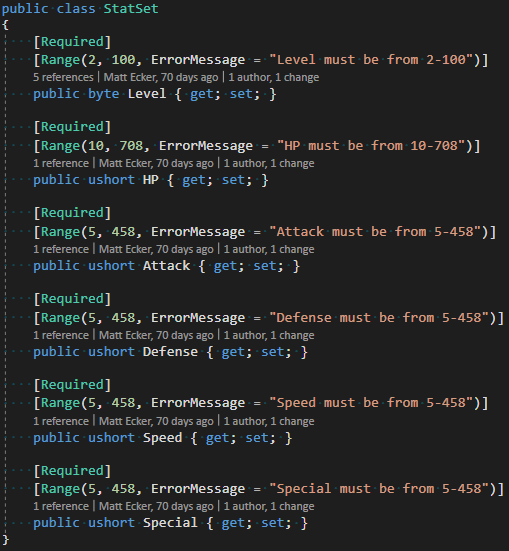 public class StatSet
{
[Required]
[Range(2, 100, ErrorMessage = "Level must be from 2-100")]
5 references | Matt Ecker, 70 days ago | 1 author, 1 change
public byte Level { get; set; }
[Required]
[Range(10, 708, ErrorMessage = "HP must be from 10-708")]
1 reference | Matt Ecker, 70 days ago | 1 author, 1 change
public ushort HP { get; set; }
[Required]
[Range(5, 458, ErrorMessage = "Attack must be from 5-458")]
1 reference | Matt Ecker, 70 days ago | 1 author, 1 change
public ushort Attack { get; set; }
[Required]
[Range(5, 458, ErrorMessage = "Defense must be from 5-458")]
1 reference | Matt Ecker, 70 days ago | 1 author, 1 change
public ushort Defense { get; set; }
[Required]
[Range(5, 458, ErrorMessage = "Speed must be from 5-458")]
1 reference | Matt Ecker, 70 days ago | 1 author, 1 change
public ushort Speed { get; set; }
[Required]
[Range(5, 458, ErrorMessage = "Special must be from 5-458")]
1 reference | Matt Ecker, 70 days ago | 1 author, 1 change
public ushort Special { get; set; }
}